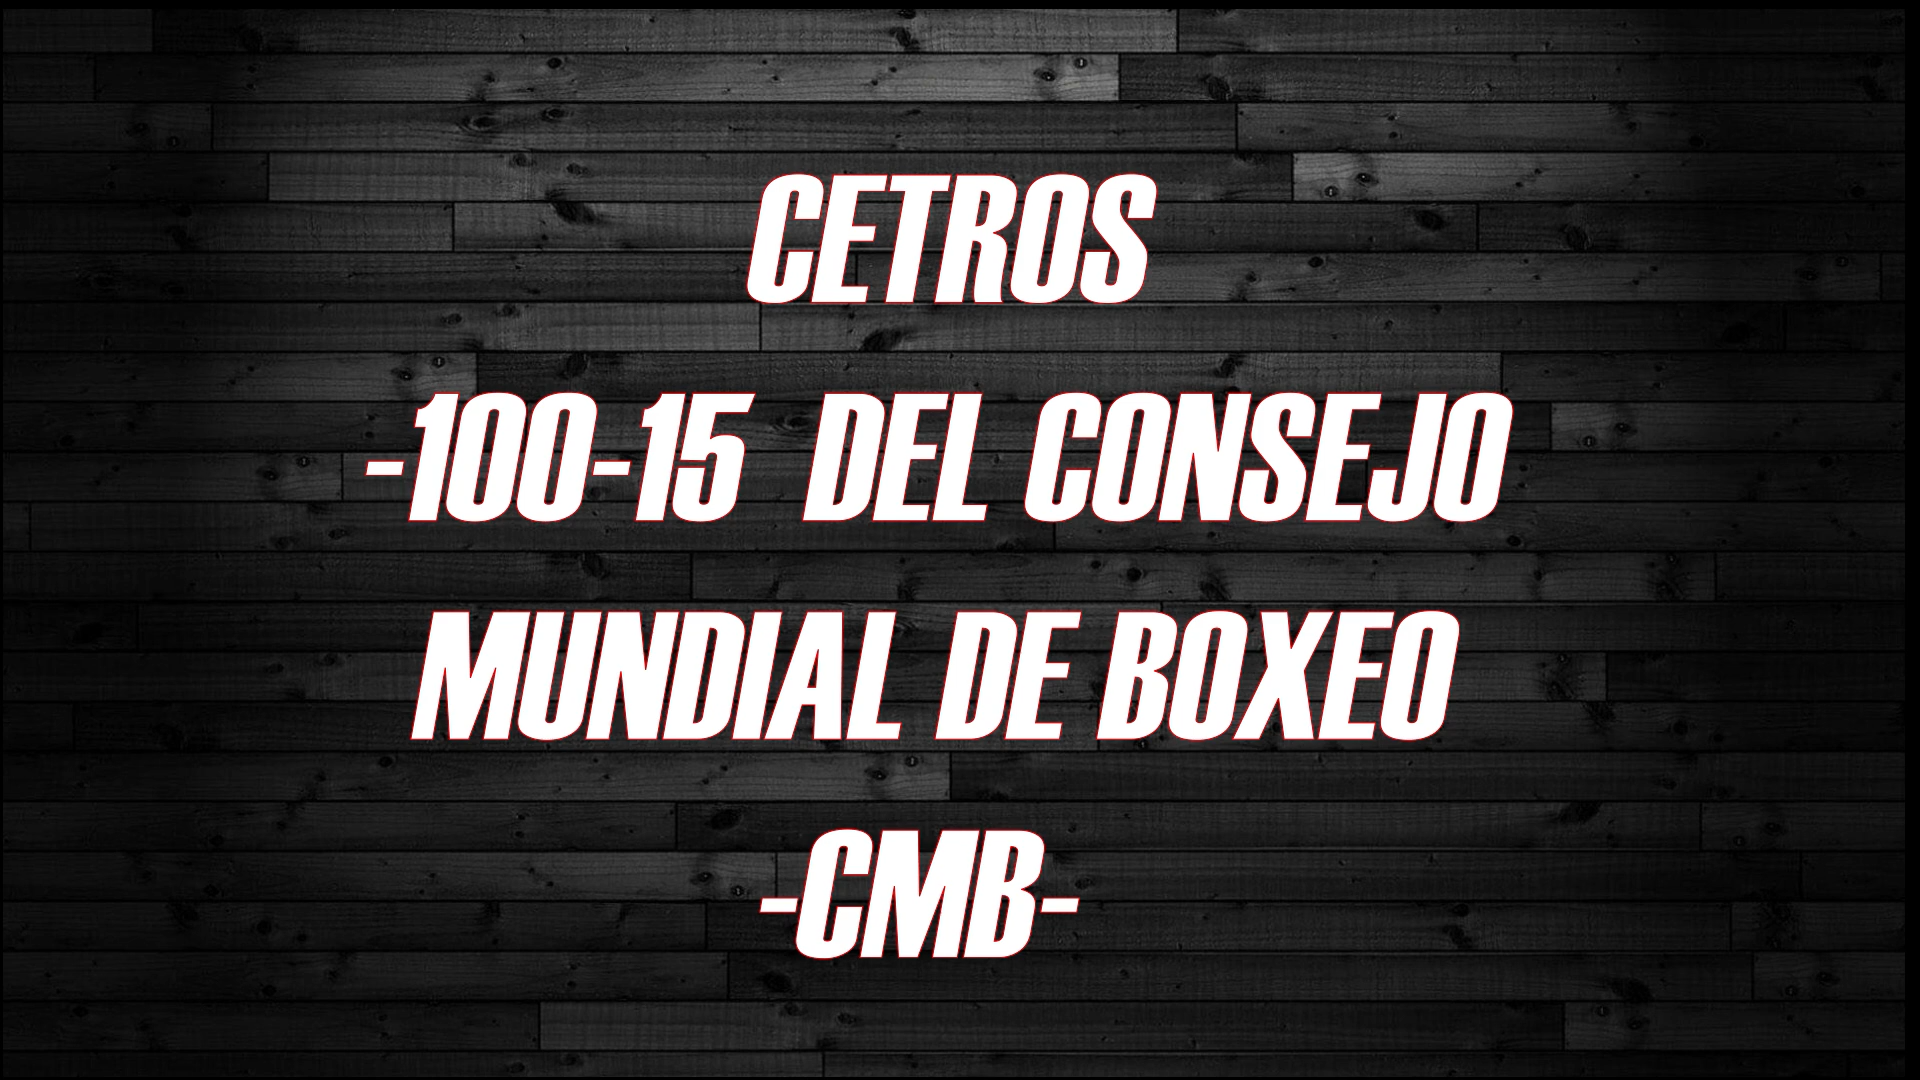 CETROS
-100-15 DEL CONSEJO
MUNDIAL DE BOXEO
-CMB-